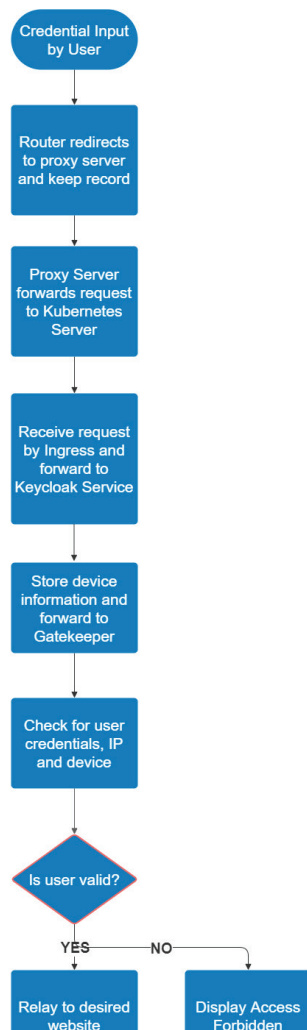 Credential Input
by User
Router redirects
to proxy server
and keep record
Proxy Server
forwards request
to Kubernetes
Server
Receive request
by Ingress and
forward to
Keycloak Service
Store device
information and
forward to
Gatekeeper
Check for user
credentials, IP
and device
Is user valid?
YES
NO
Relay to desired
website
Display Access
Forbidden